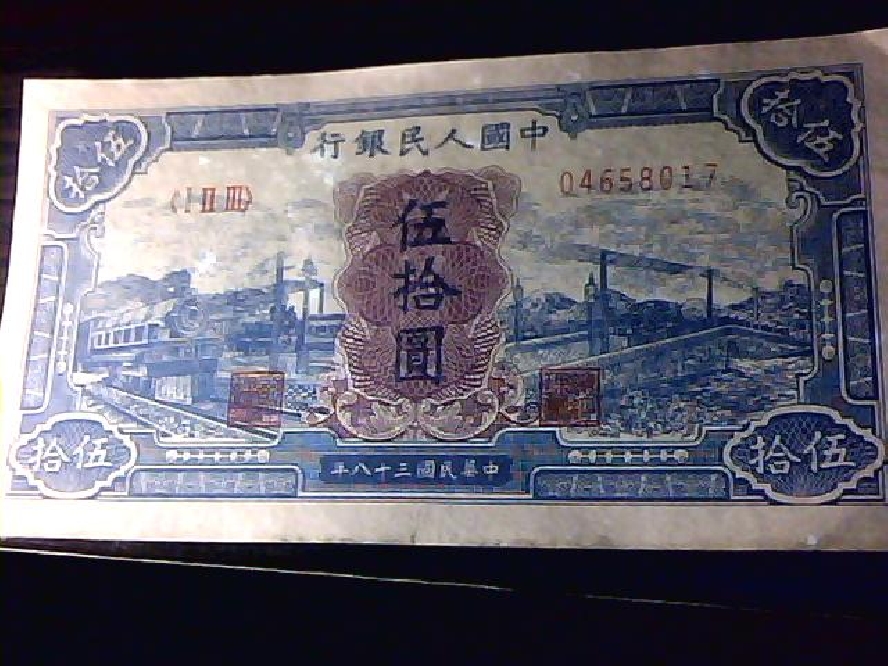 中國人民銀行
伍拾
伍拾
〈I II III〉
04658017
伍拾圓
伍拾
伍拾
中華民國三十八年